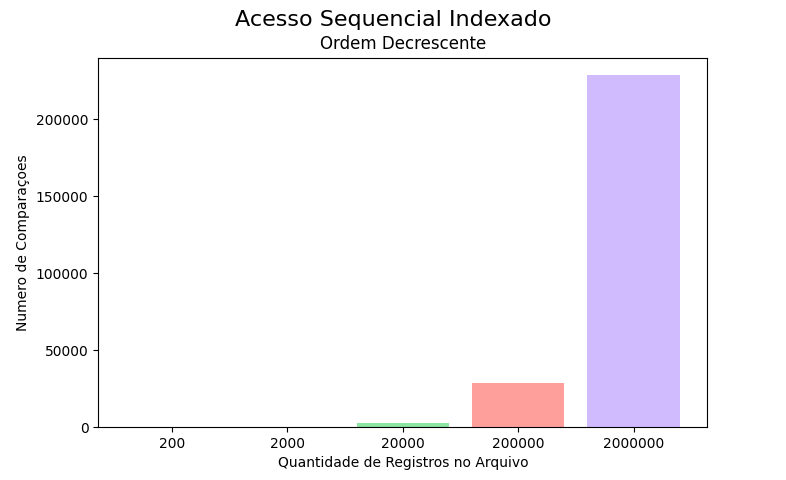 Acesso Sequencial Indexado
Ordem Decrescente
Numero de Comparaçoes
200000
150000
100000
50000
0
200 2000 20000 200000 2000000
Quantidade de Registros no Arquivo